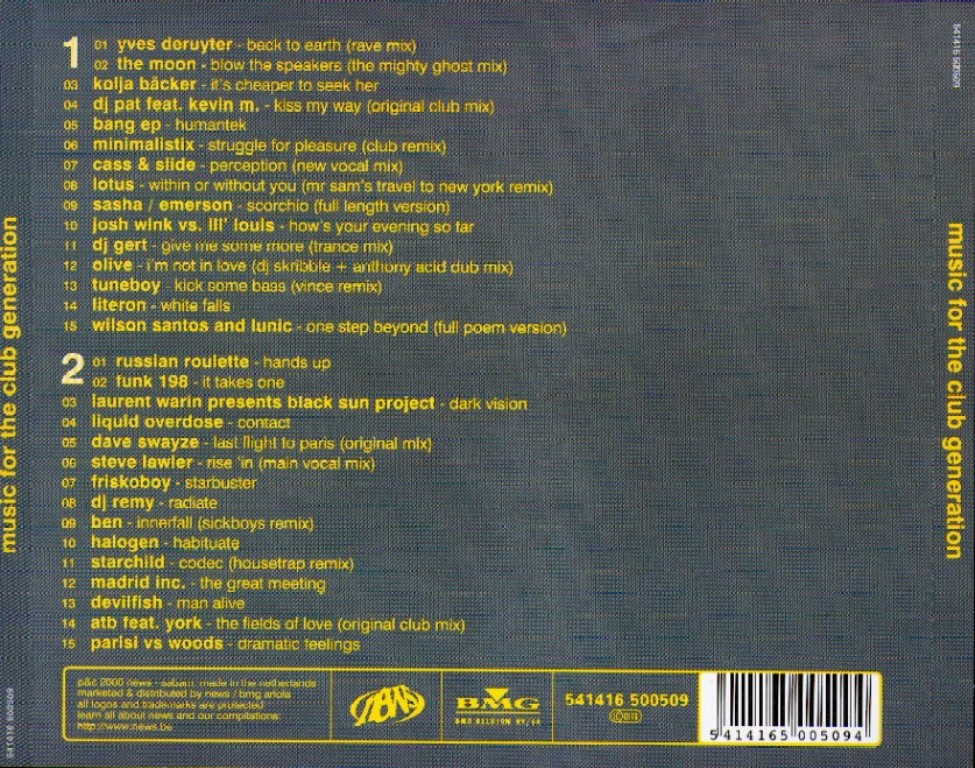 1
01 yves deruyter - back to earth (rave mix)
02 the moon - blow the speakers (the mighty ghost mix)
03 kolja bäcker - it's cheaper to seek her
04 dj pat feat. kevin m. - kiss my way (original club mix)
05 bang ep - humantek
06 minimalistix - struggle for pleasure (club remix)
07 cass & slide - perception (new vocal mix)
08 lotus - within or without you (mr sam's travel to new york remix)
09 sasha / emerson - scorchio (full length version)
10 josh wink vs. lil' louis - how's your evening so far
11 dj gert - give me some more (trance mix)
12 olive - i'm not in love (dj skribble + anthony acid dub mix)
13 tuneboy - kick some bass (vince remix)
14 literon - white falls
15 wilson santos and lunic - one step beyond (full poem version)
2
01 russian roulette - hands up
02 funk 198 - it takes one
03 laurent warin presents black sun project - dark vision
04 liquid overdose - contact
05 dave swayze - last flight to paris (original mix)
06 steve lawler - rise 'in (main vocal mix)
07 friskoboy - starbuster
08 dj remy - radiate
09 ben - innerfall (sickboys remix)
10 halogen - habituate
11 starchild - codec (housetrap remix)
12 madrid inc. - the great meeting
13 devilfish - man alive
14 atb feat. york - the fields of love (original club mix)
15 parisi vs woods - dramatic feelings
p&c 2000 news - sabam. made in the netherlands
marketed & distributed by news / bmg ariola
all logos and trademarks are protected
learn all about news and our compilations:
http://www.news.be
news
BMG
BMG BELGIUM NV/SA
541416 500509
5 414165 005094
music for the club generation
music for the club generation
541416 500509
541416 500509